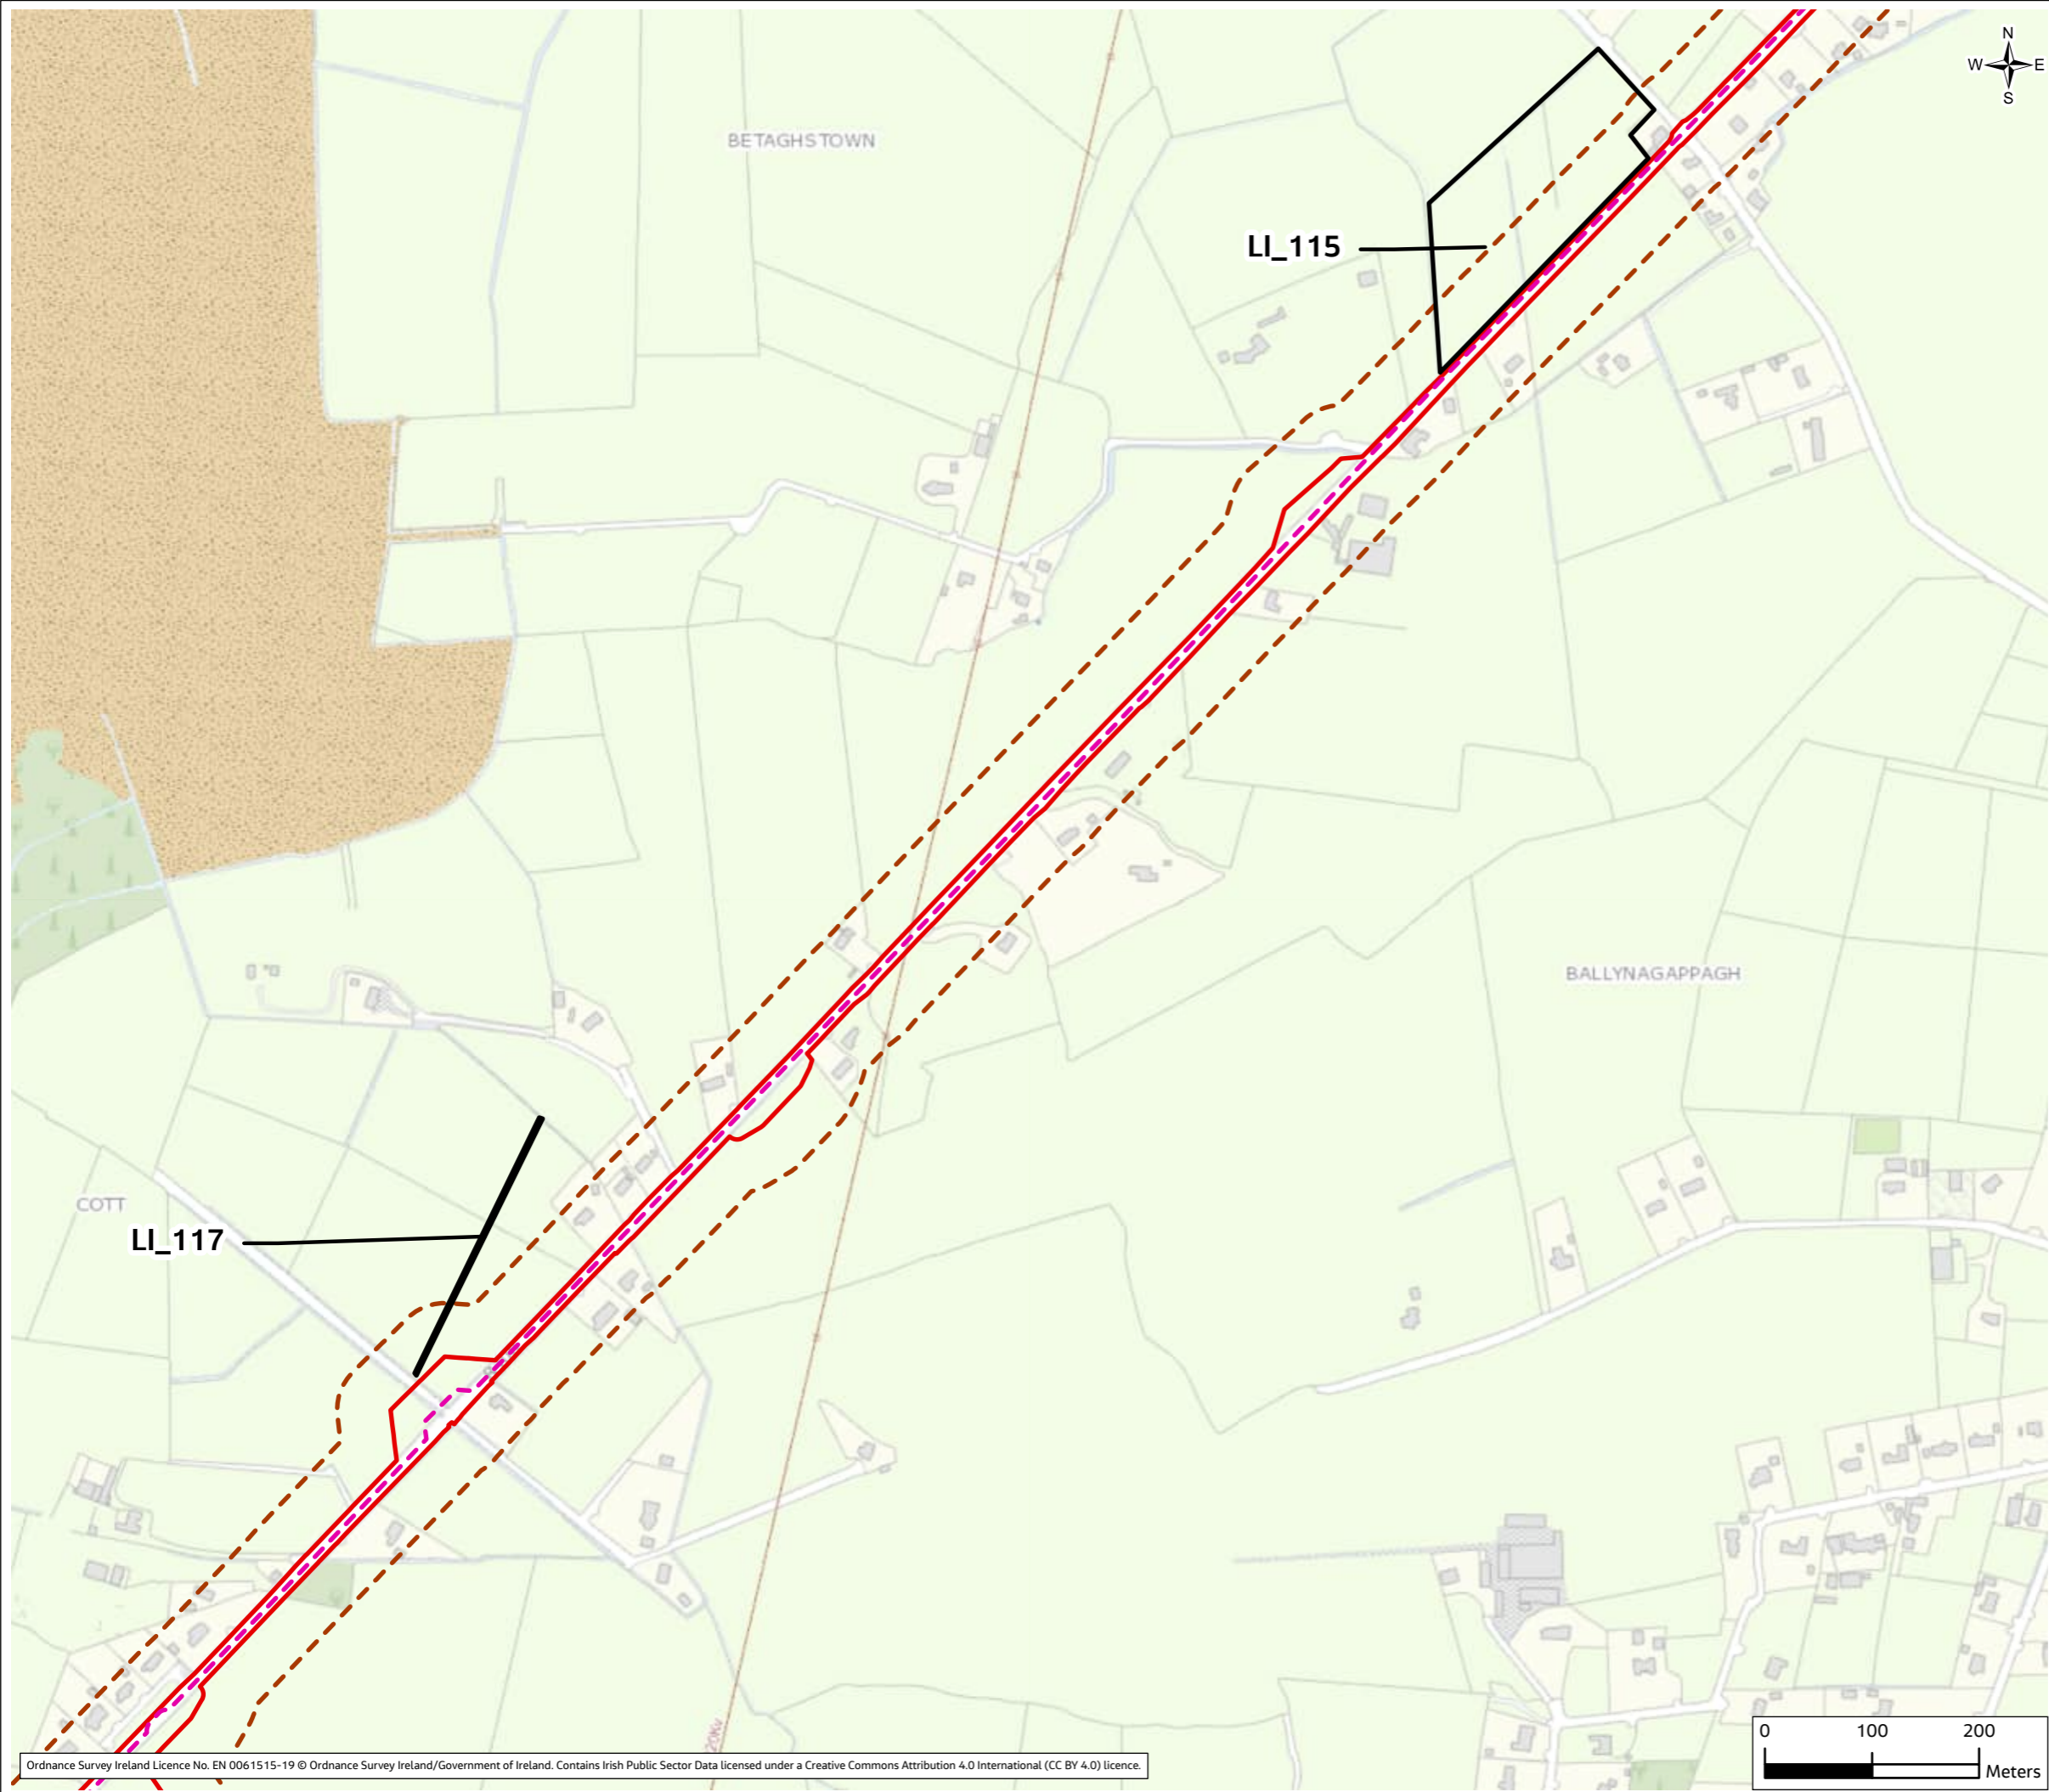 N
W E
S
BETAGHSTOWN
LI_115
BALLYNAGAPPAGH
COTT
LI_117
0 100 200
Meters
Ordnance Survey Ireland Licence No. EN 0061515-19 © Ordnance Survey Ireland/Government of Ireland. Contains Irish Public Sector Data licensed under a Creative Commons Attribution 4.0 International (CC BY 4.0) licence.